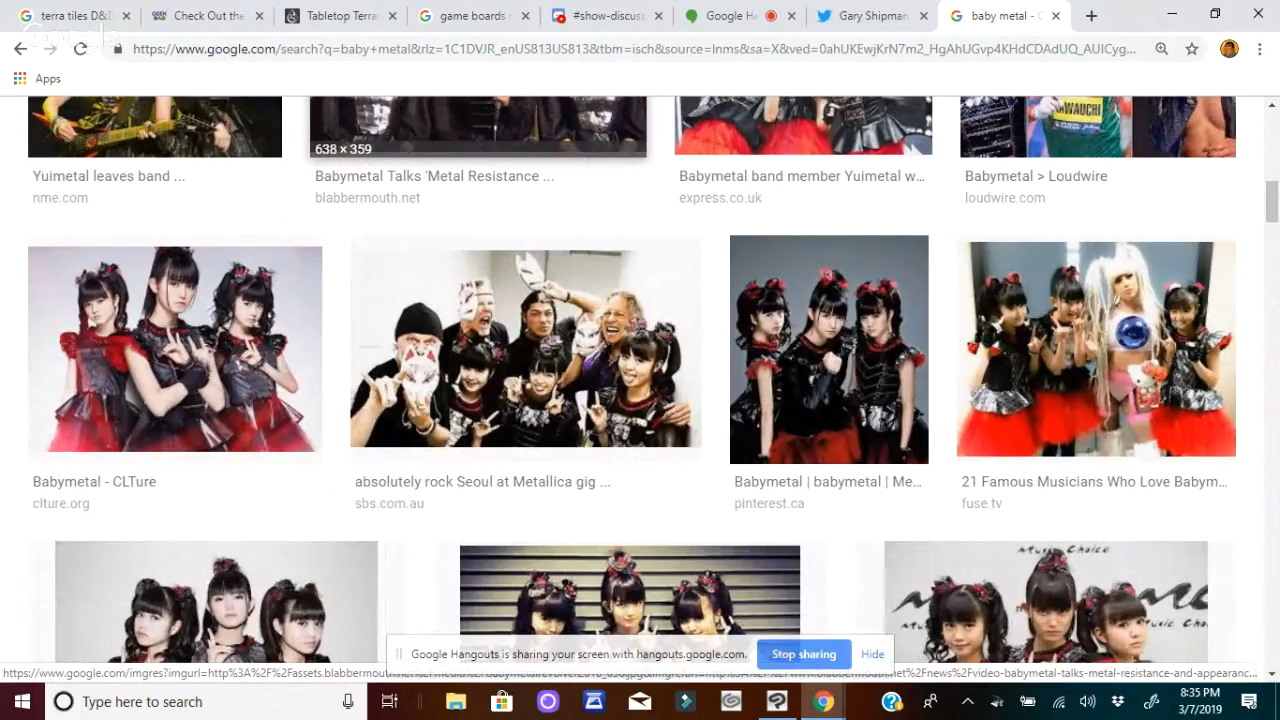 terra tiles D&D
Check Out the
Tabletop Terra
game boards n
#show-discuss
Google Ha
Gary Shipman
baby metal - G
https://www.google.com/search?q=baby+metal&rlz=1C1DVJR_enUS813US813&tbm=isch&source=lnms&sa=X&ved=0ahUKEwjKrN7m2_HgAhUGvp4KHdCDAdUQ_AUICyg...
Apps
638 × 359
KAWAUCHI
Yuimetal leaves band ...
Babymetal Talks 'Metal Resistance ...
Babymetal band member Yuimetal w...
Babymetal > Loudwire
nme.com
blabbermouth.net
express.co.uk
loudwire.com
Babymetal - CLTure
absolutely rock Seoul at Metallica gig ...
Babymetal | babymetal | Me...
21 Famous Musicians Who Love Babym...
clture.org
sbs.com.au
pinterest.ca
fuse.tv
Music Choice
Google Hangouts is sharing your screen with hangouts.google.com.
Stop sharing
Hide
Type here to search
8:35 PM
3/7/2019